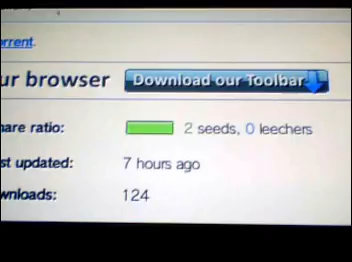 orrent.
ur browser Download our Toolbar
hare ratio: 2 seeds, 0 leechers
st updated: 7 hours ago
wnloads: 124